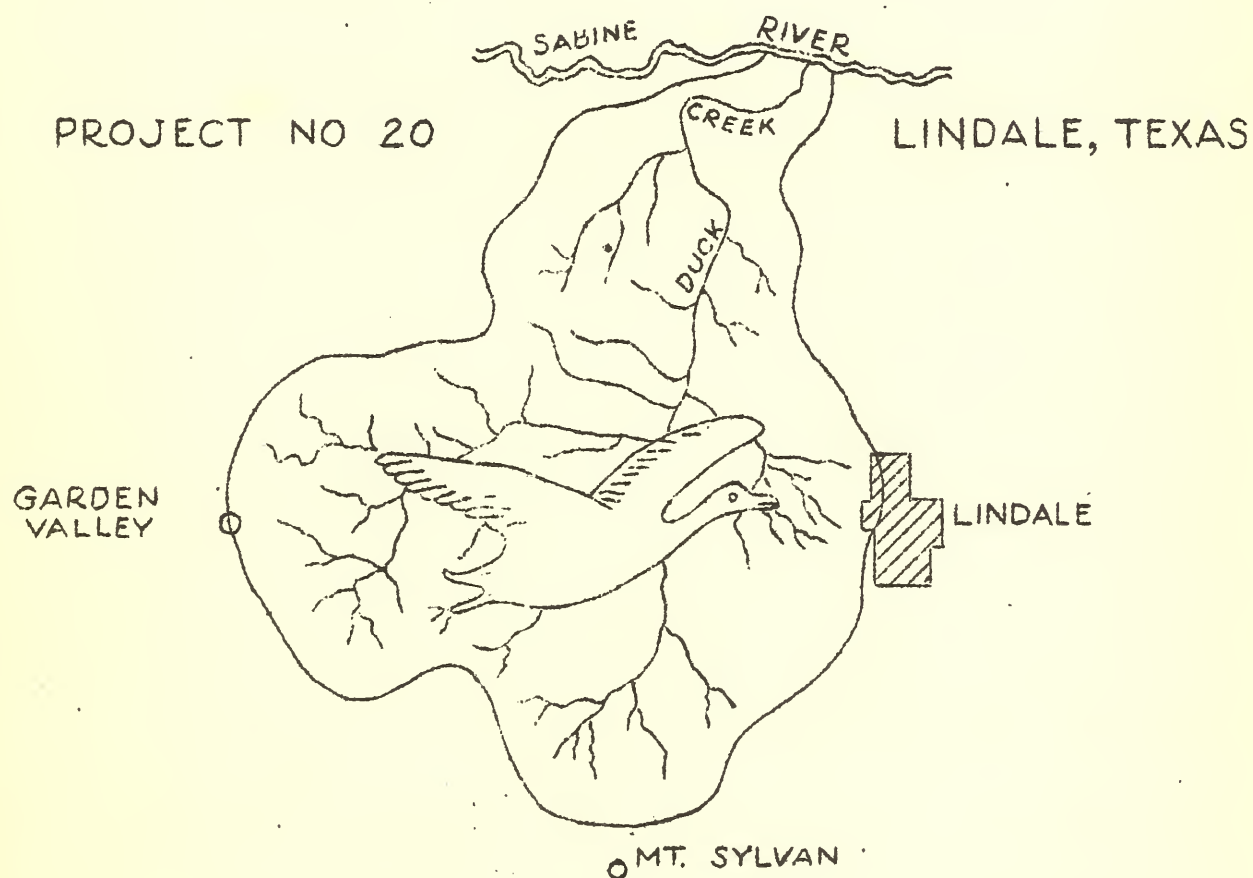 SABINE RIVER
PROJECT NO 20
LINDALE, TEXAS
CREEK
DUCK
GARDEN
VALLEY
LINDALE
MT. SYLVAN